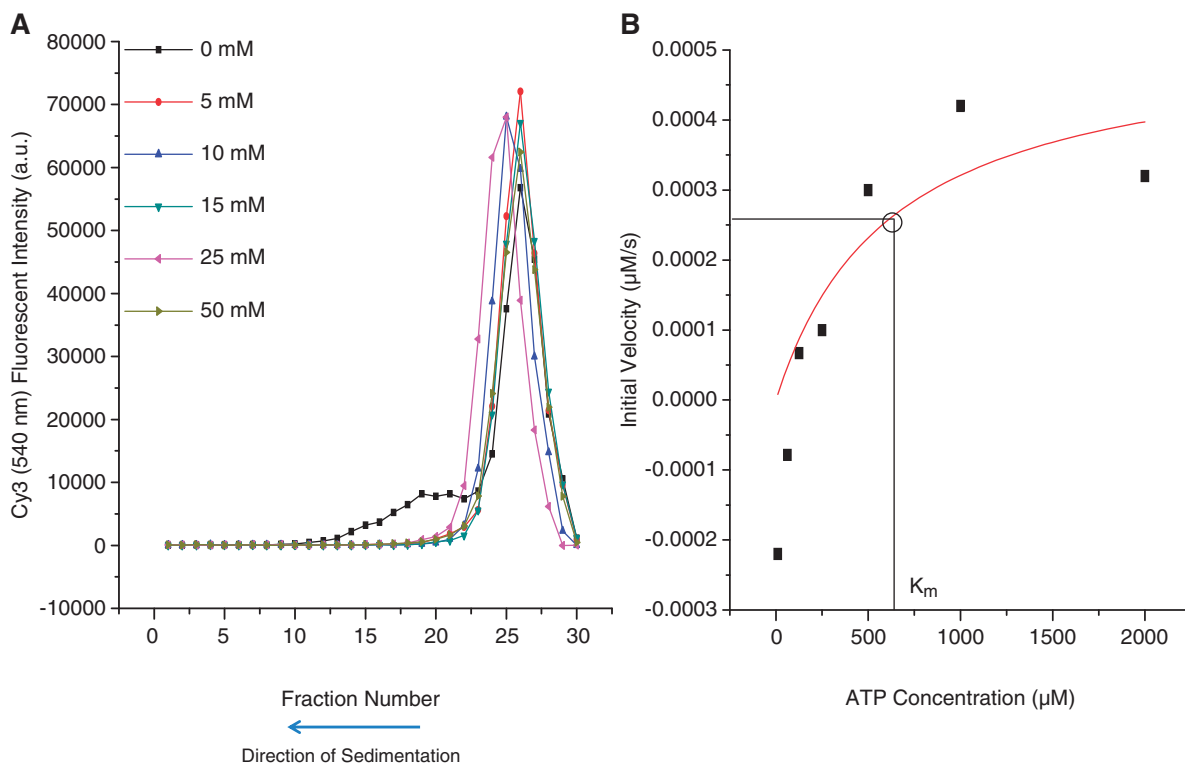 A
80000
70000
60000
50000
40000
30000
20000
10000
0
-10000
Cy3 (540 nm) Fluorescent Intensity (a.u.)
0 mM
5 mM
10 mM
15 mM
25 mM
50 mM
0 5 10 15 20 25 30
Fraction Number
Direction of Sedimentation
B
0.0005
0.0004
0.0003
0.0002
0.0001
0.0000
-0.0001
-0.0002
-0.0003
Initial Velocity (µM/s)
Km
0 500 1000 1500 2000
ATP Concentration (µM)